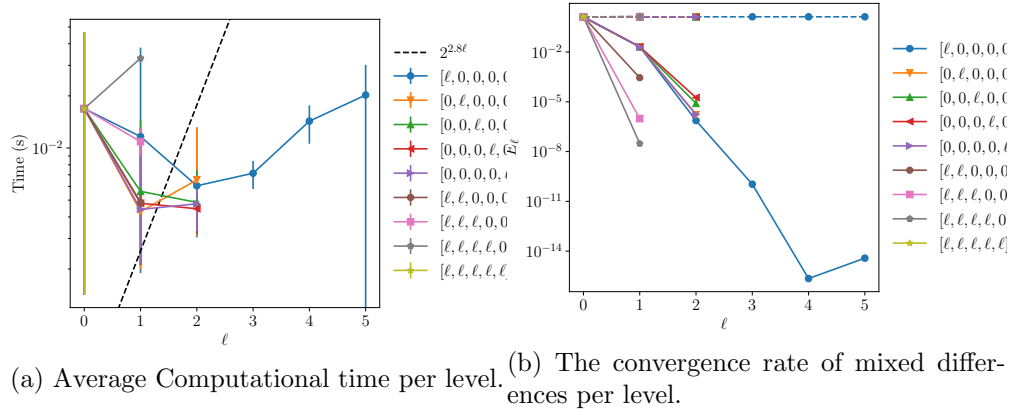 Time (s)
10^{-2}
0 1 2 3 4 5
ℓ
2^{2.8ℓ}
[ℓ, 0, 0, 0, 0
[0, ℓ, 0, 0, 0
[0, 0, ℓ, 0, 0
[0, 0, 0, ℓ, 0
[0, 0, 0, 0, ℓ
[ℓ, ℓ, 0, 0, 0
[ℓ, ℓ, ℓ, 0, 0
[ℓ, ℓ, ℓ, ℓ, 0
[ℓ, ℓ, ℓ, ℓ, ℓ
E_ℓ
10^{-2}
10^{-5}
10^{-8}
10^{-11}
10^{-14}
0 1 2 3 4 5
ℓ
[ℓ, 0, 0, 0, 0
[0, ℓ, 0, 0, 0
[0, 0, ℓ, 0, 0
[0, 0, 0, ℓ, 0
[0, 0, 0, 0, ℓ
[ℓ, ℓ, 0, 0, 0
[ℓ, ℓ, ℓ, 0, 0
[ℓ, ℓ, ℓ, ℓ, 0
[ℓ, ℓ, ℓ, ℓ, ℓ]
(a) Average Computational time per level.
(b) The convergence rate of mixed differ-
ences per level.